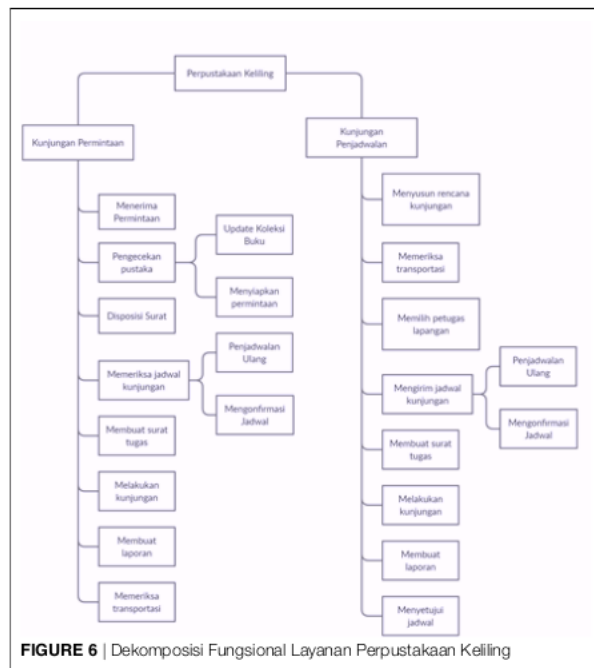 Perpustakaan Keliling
Kunjungan Permintaan
Menerima
Permintaan
Pengecekan
pustaka
Update Koleksi
Buku
Menyiapkan
permintaan
Disposisi Surat
Memeriksa jadwal
kunjungan
Penjadwalan
Ulang
Mengonfirmasi
Jadwal
Membuat surat
tugas
Melakukan
kunjungan
Membuat
laporan
Memeriksa
transportasi
Kunjungan
Penjadwalan
Menyusun rencana
kunjungan
Memeriksa
transportasi
Memilih petugas
lapangan
Mengirim jadwal
kunjungan
Penjadwalan
Ulang
Mengonfirmasi
Jadwal
Membuat surat
tugas
Melakukan
kunjungan
Membuat
laporan
Menyetujui
jadwal
FIGURE 6 | Dekomposisi Fungsional Layanan Perpustakaan Keliling